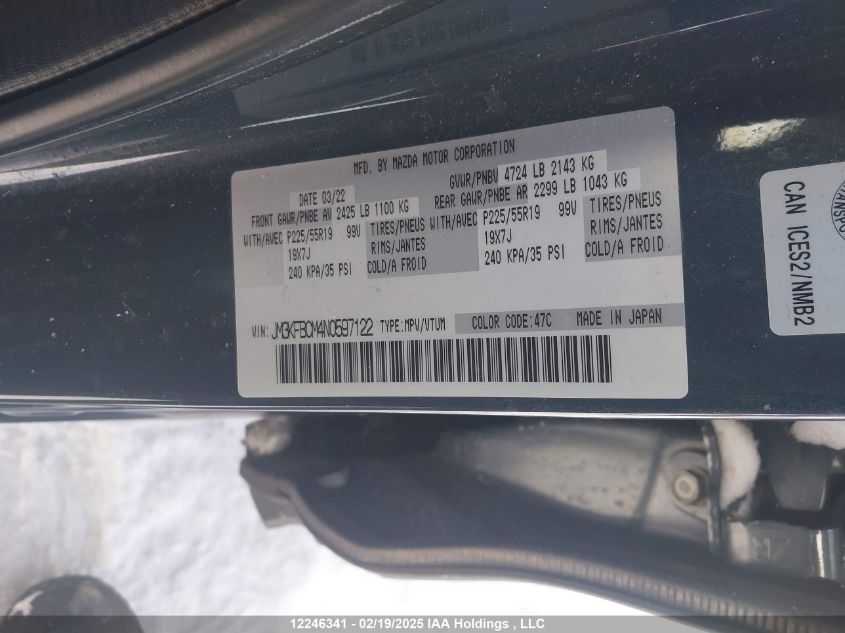 MFD. BY MAZDA MOTOR CORPORATION
DATE 03/22
GVWR/PNBV 4724 LB 2143 KG
FRONT GAWR/PNBE AV 2425 LB 1100 KG
REAR GAWR/PNBE AR 2299 LB 1043 KG
WITH/AVEC P225/55R19 99V TIRES/PNEUS
19X7J RIMS/JANTES
240 KPA/35 PSI COLD/A FROID
WITH/AVEC P225/55R19 99V TIRES/PNEUS
19X7J RIMS/JANTES
240 KPA/35 PSI COLD/A FROID
VIN: JM3KFBCM4N0597122 TYPE:MPV/VTUM COLOR CODE:47C MADE IN JAPAN
CAN ICES2/NMB2
12246341 - 02/19/2025 IAA Holdings , LLC